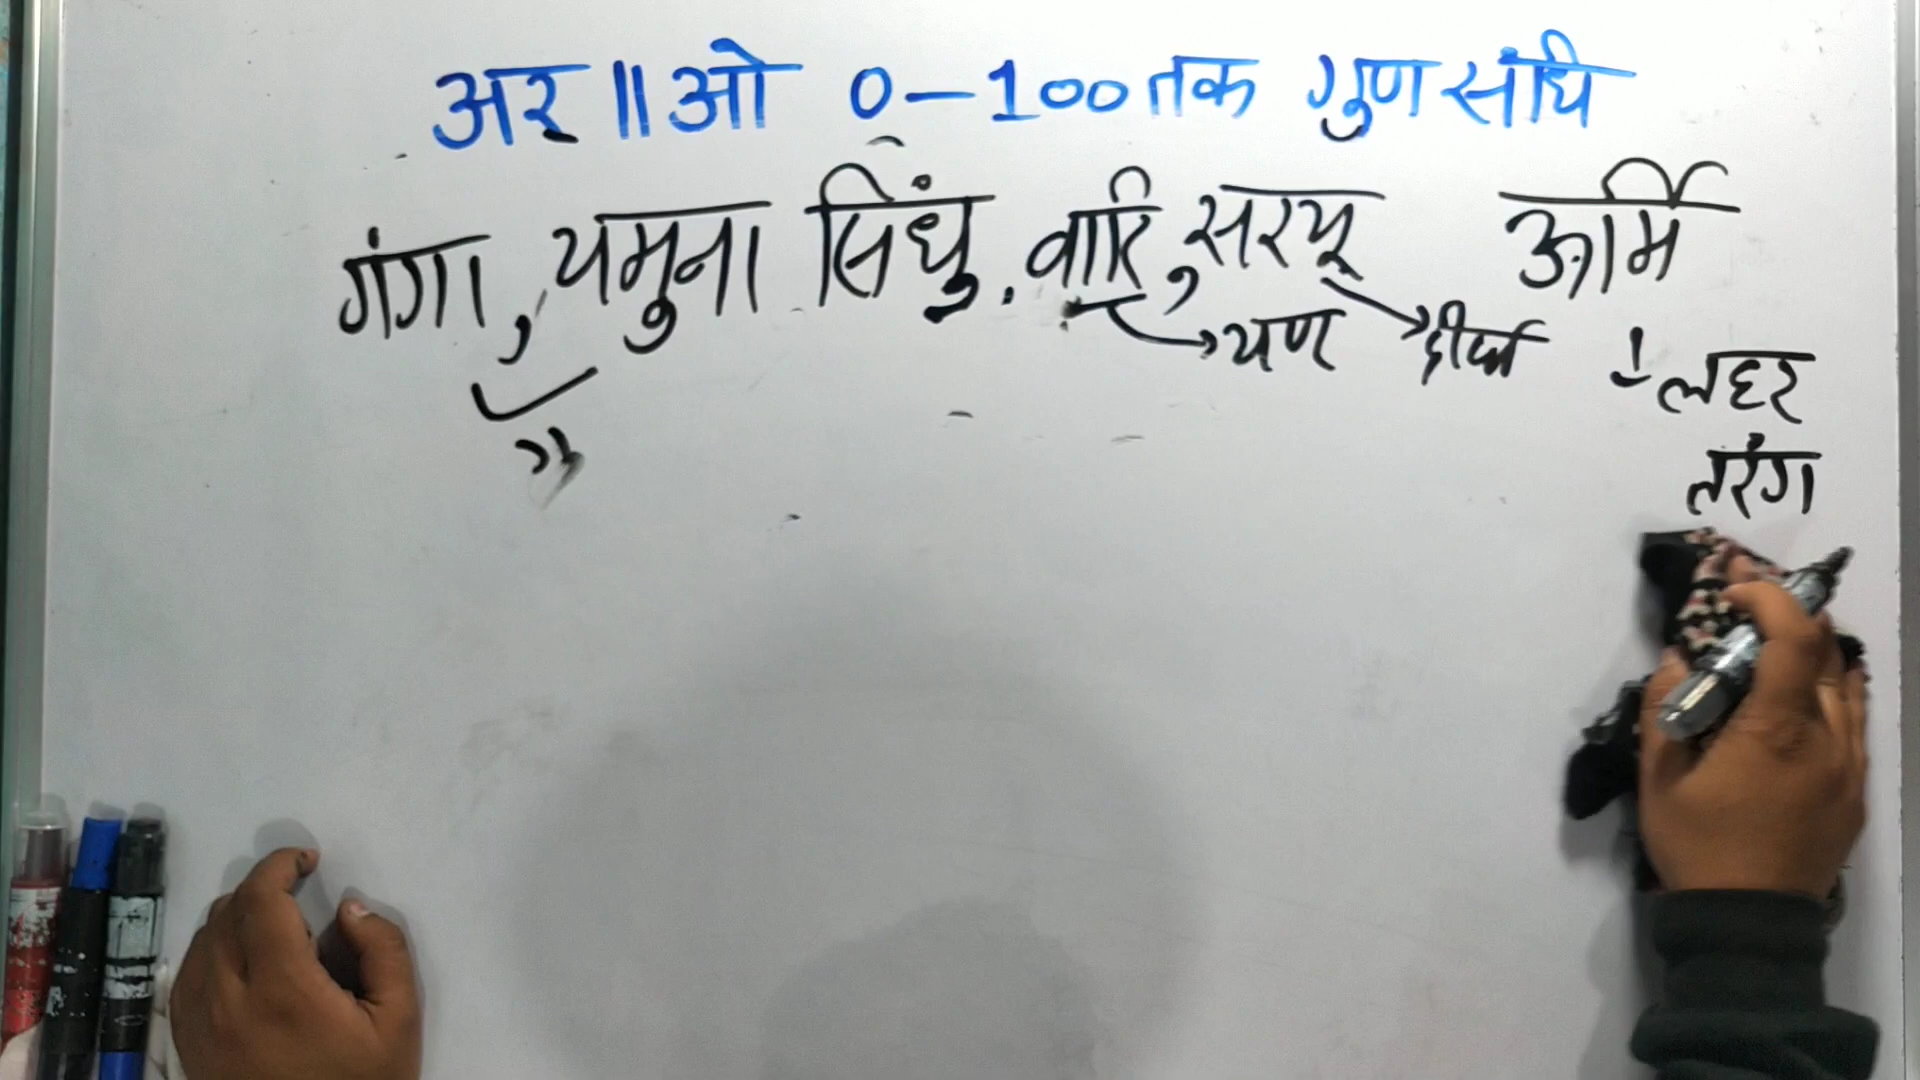 अर ॥ ओ 0-100 तक गुण संधि
गंगा, यमुना सिंधु. वारि, सरयू ऊर्मि
→ यण → दीर्घ
लहर
तरंग